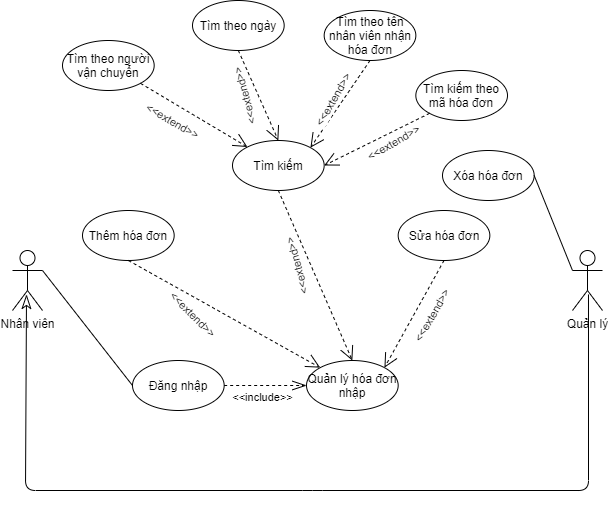 Tìm theo ngày
Tìm theo tên
nhân viên nhận
hóa đơn
Tìm theo người
vận chuyển
Tìm kiếm theo
mã hóa đơn
<<extend>>
<<extend>>
<<extend>>
<<extend>>
Tìm kiếm
Xóa hóa đơn
Thêm hóa đơn
Sửa hóa đơn
<<extend>>
<<extend>>
<<extend>>
Nhân viên
Quản lý
Đăng nhập
<<include>>
Quản lý hóa đơn
nhập